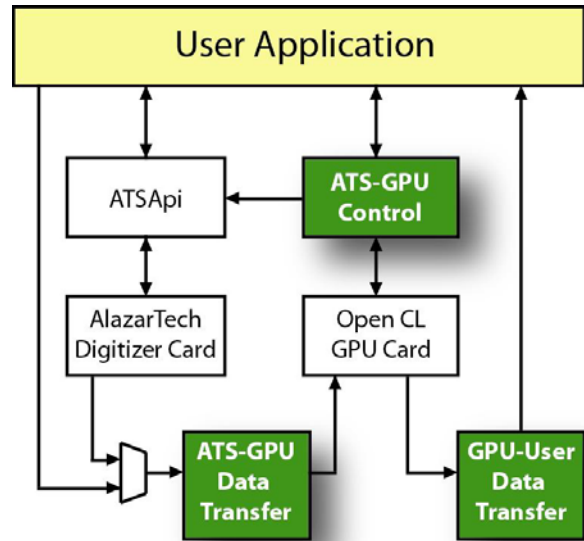 User Application
ATSApi
ATS-GPU
Control
AlazarTech
Digitizer Card
Open CL
GPU Card
ATS-GPU
Data
Transfer
GPU-User
Data
Transfer